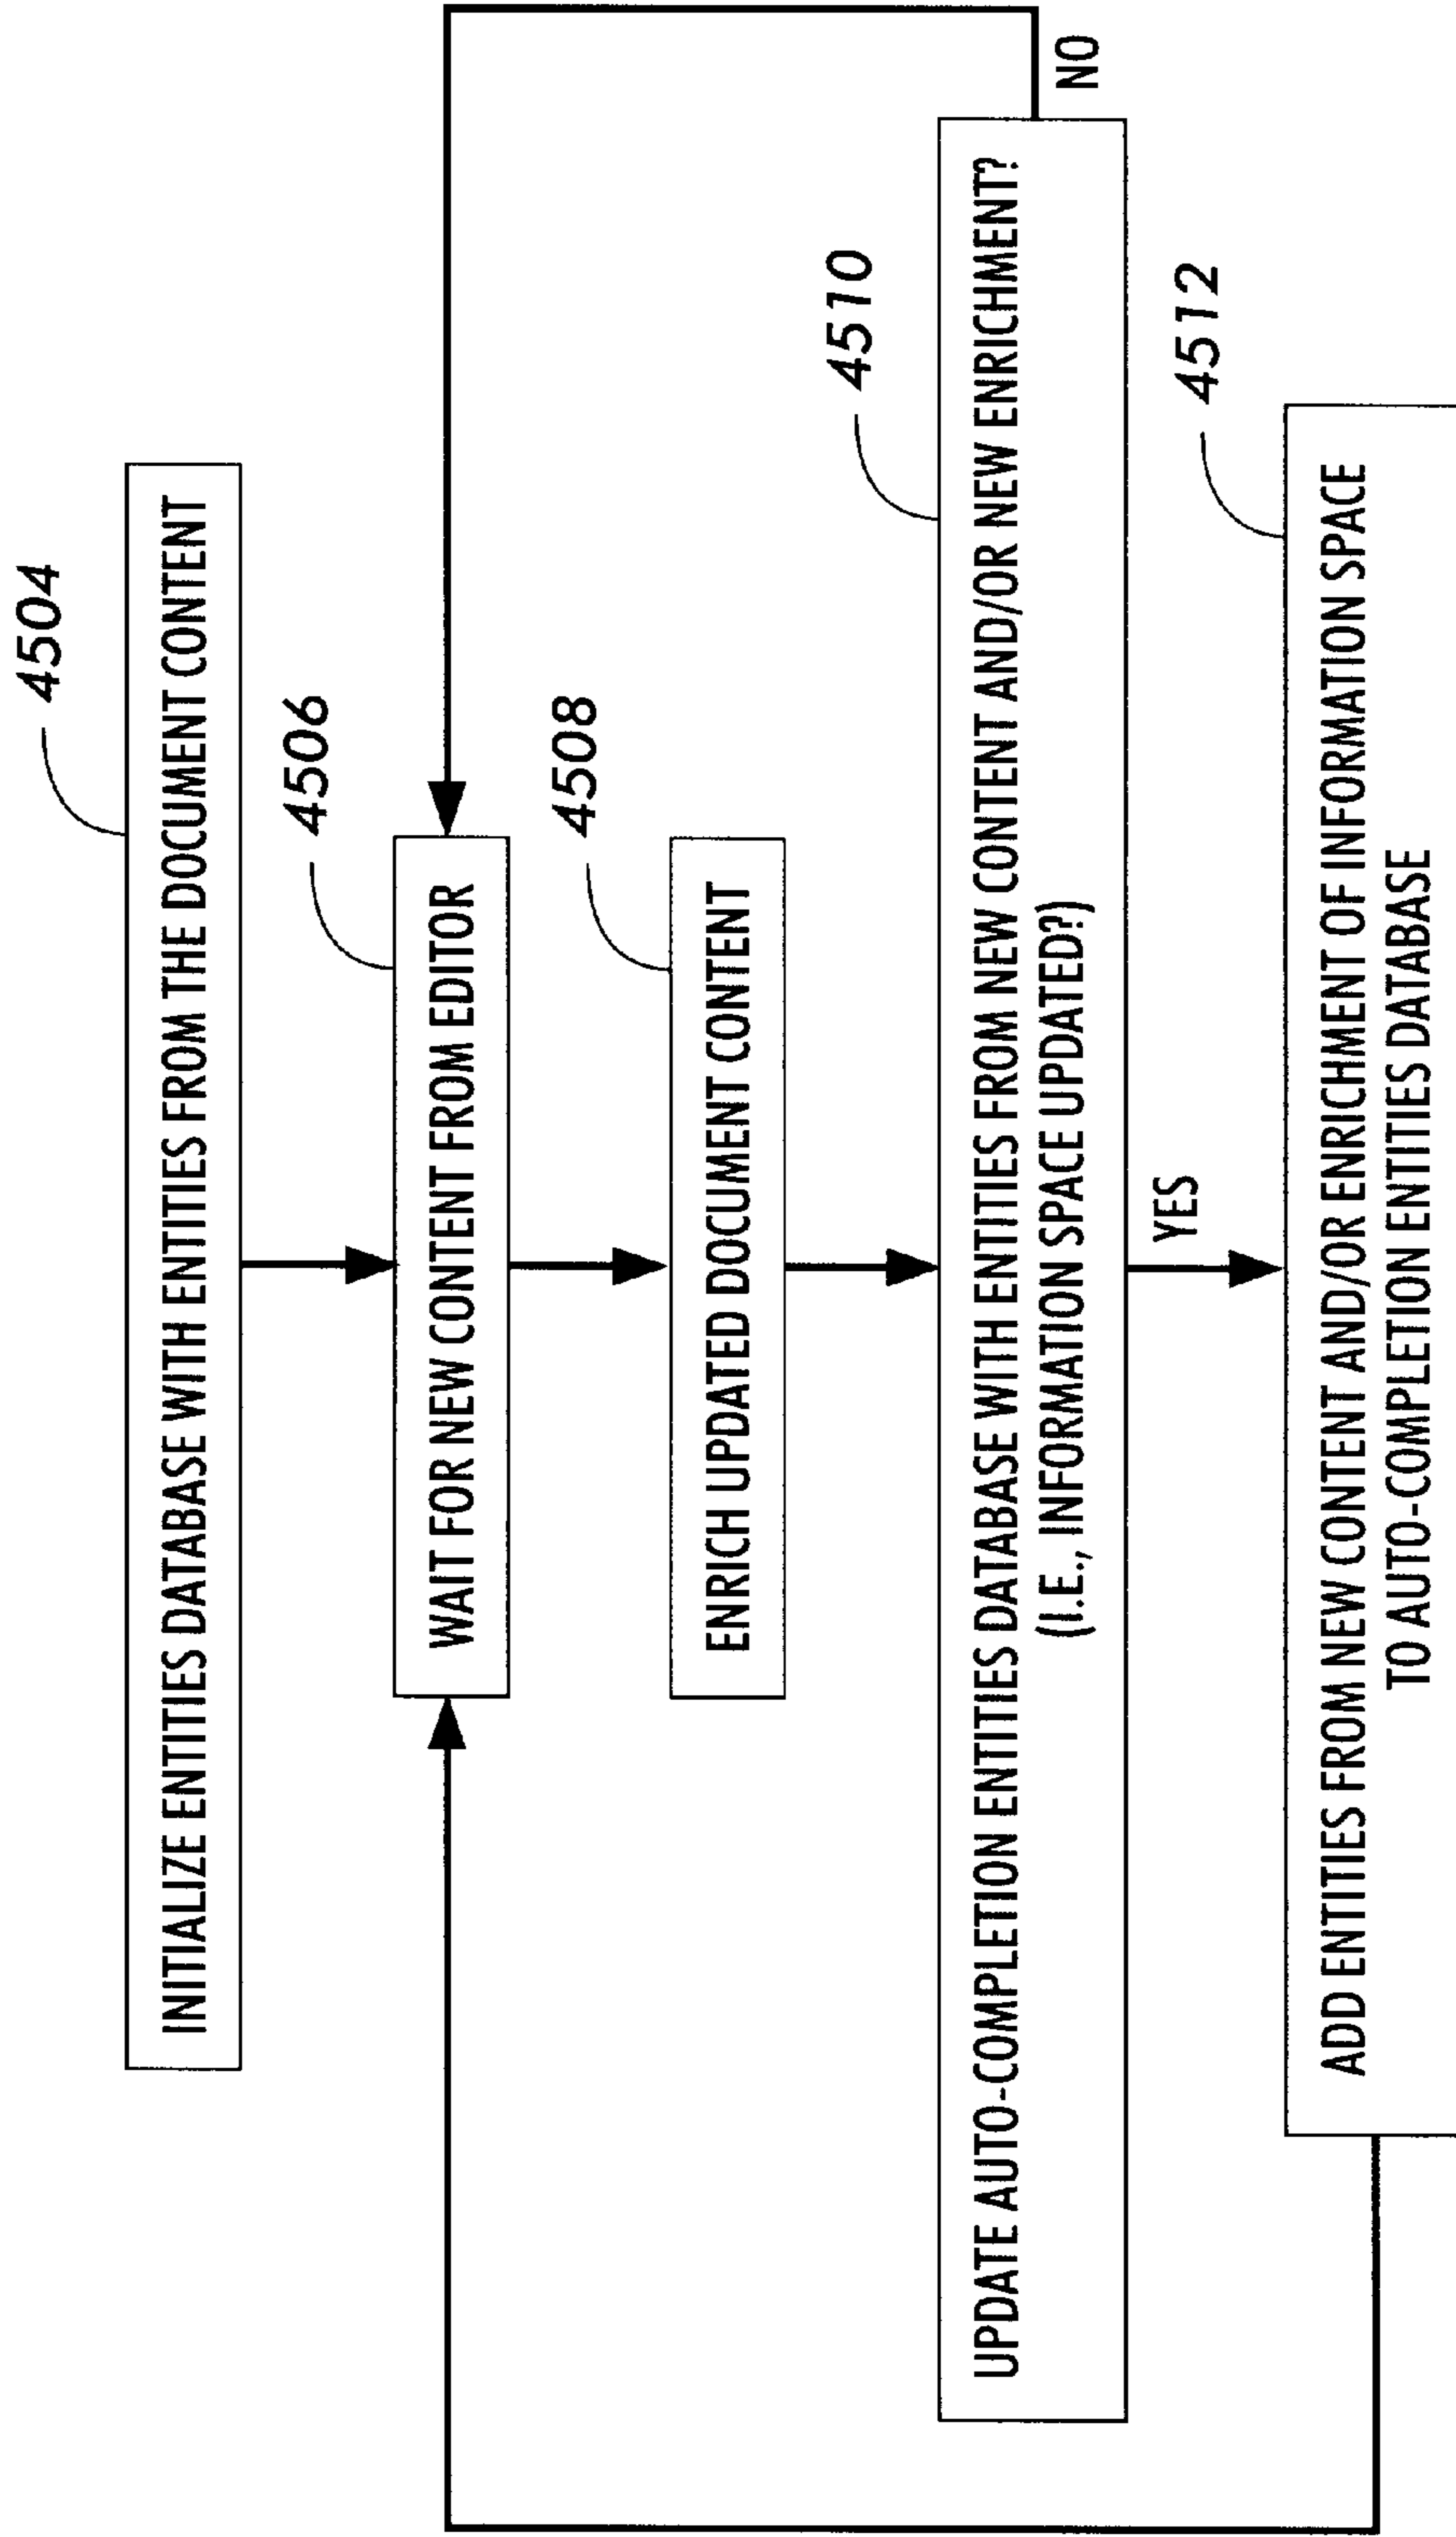 4504
INITIALIZE ENTITIES DATABASE WITH ENTITIES FROM THE DOCUMENT CONTENT
4506
WAIT FOR NEW CONTENT FROM EDITOR
4508
ENRICH UPDATED DOCUMENT CONTENT
4510
UPDATE AUTO-COMPLETION ENTITIES DATABASE WITH ENTITIES FROM NEW CONTENT AND/OR NEW ENRICHMENT?
(I.E., INFORMATION SPACE UPDATED?)
NO
YES
4512
ADD ENTITIES FROM NEW CONTENT AND/OR ENRICHMENT OF INFORMATION SPACE
TO AUTO-COMPLETION ENTITIES DATABASE